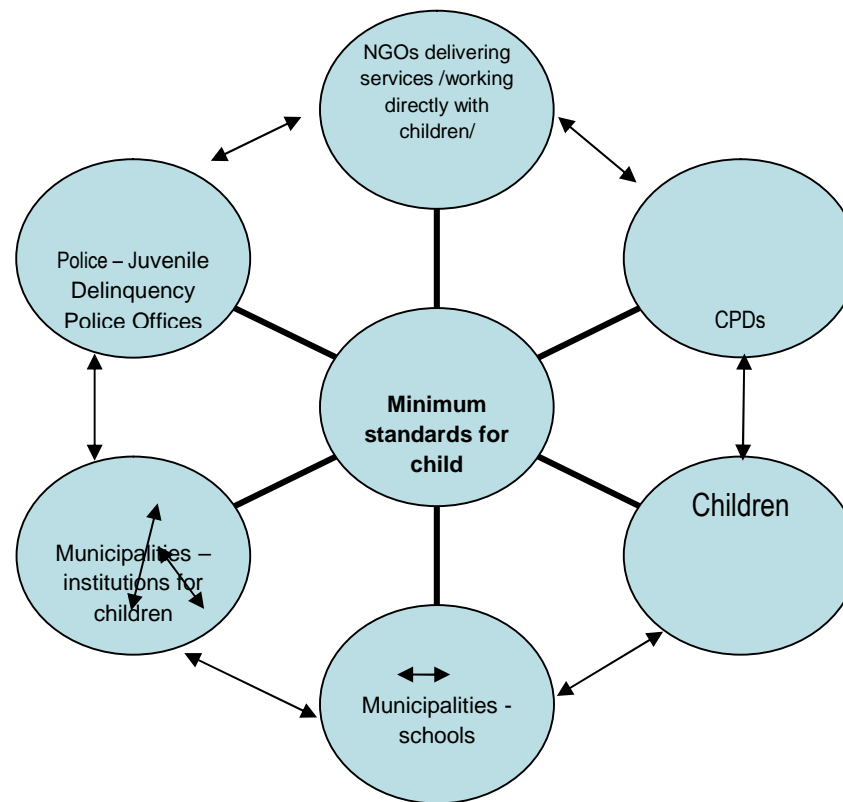 NGOs delivering
services /working
directly with
children/
Police – Juvenile
Delinquency
Police Offices
CPDs
Minimum
standards for
child
Children
Municipalities –
institutions for
children
Municipalities -
schools